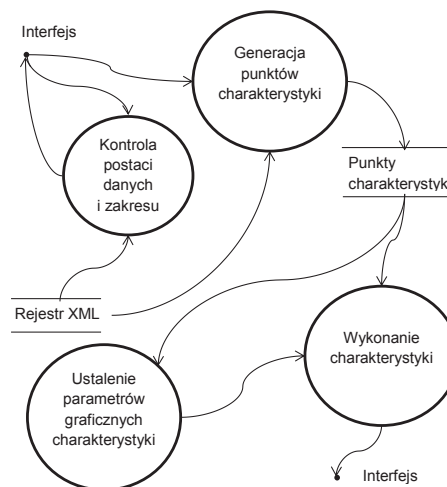 Interfejs
Generacja
punktów
charakterystyki
Kontrola
postaci
danych
i zakresu
Punkty
charakterystyk
Rejestr XML
Wykonanie
charakterystyki
Ustalenie
parametrów
graficznych
charakterystyki
Interfejs